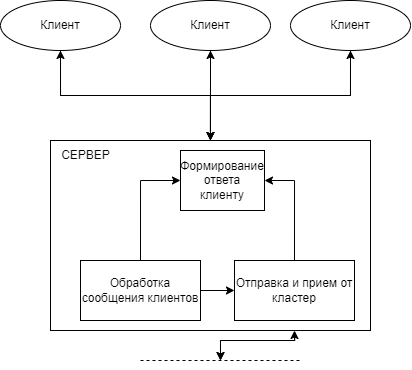 Клиент
Клиент
Клиент
СЕРВЕР
Формирование
ответа
клиенту
Обработка
сообщения клиентов
Отправка и прием от
кластер